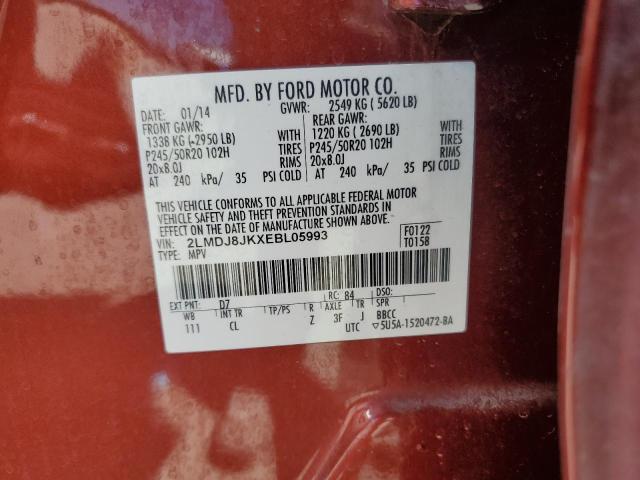 MFD. BY FORD MOTOR CO.
DATE: 01/14 GVWR: 2549 KG ( 5620 LB)
FRONT GAWR: REAR GAWR:
1338 KG ( 2950 LB) WITH 1220 KG ( 2690 LB) WITH
P245/50R20 102H TIRES P245/50R20 102H TIRES
20x8.0J RIMS 20x8.0J RIMS
AT 240 kPa/ 35 PSI COLD AT 240 kPa/ 35 PSI COLD
THIS VEHICLE CONFORMS TO ALL APPLICABLE FEDERAL MOTOR
VEHICLE SAFETY AND THEFT PREVENTION STANDARDS IN
EFFECT ON THE DATE OF MANUFACTURE SHOWN ABOVE.
VIN: 2LMDJ8JKXEBL05993 F0122
TYPE: MPV T0158
EXT PNT: D7 RC: 84 DSO:
WB INT TR TP/PS R AXLE TR SPR
111 CL Z 3F J BBCC
UTC ▽5U5A-1520472-BA